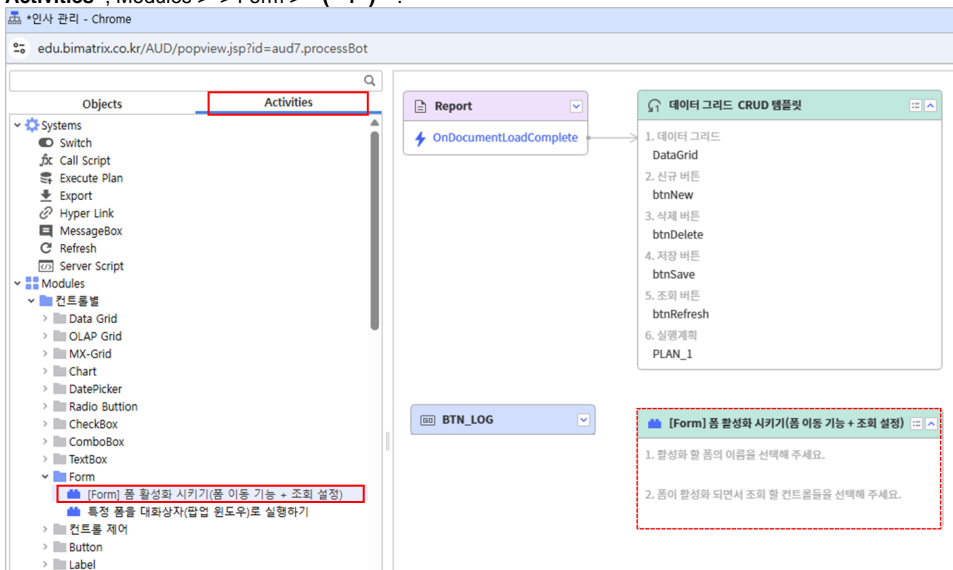 *인사 관리 - Chrome
edu.bimatrix.co.kr/AUD/popview.jsp?id=aud7.processBot
Objects
Activities
Systems
Switch
Call Script
Execute Plan
Export
Hyper Link
MessageBox
Refresh
Server Script
Modules
컨트롤별
Data Grid
OLAP Grid
MX-Grid
Chart
DatePicker
Radio Buttion
CheckBox
ComboBox
TextBox
Form
[Form] 폼 활성화 시키기(폼 이동 기능 + 조회 설정)
특정 폼을 대화상자(팝업 윈도우)로 실행하기
컨트롤 제어
Button
Label
Report
OnDocumentLoadComplete
데이터 그리드 CRUD 템플릿
1. 데이터 그리드
DataGrid
2. 신규 버튼
btnNew
3. 삭제 버튼
btnDelete
4. 저장 버튼
btnSave
5. 조회 버튼
btnRefresh
6. 실행계획
PLAN_1
BTN_LOG
[Form] 폼 활성화 시키기(폼 이동 기능 + 조회 설정)
1. 활성화 할 폼의 이름을 선택해 주세요.
2. 폼이 활성화 되면서 조회 할 컨트롤들을 선택해 주세요.